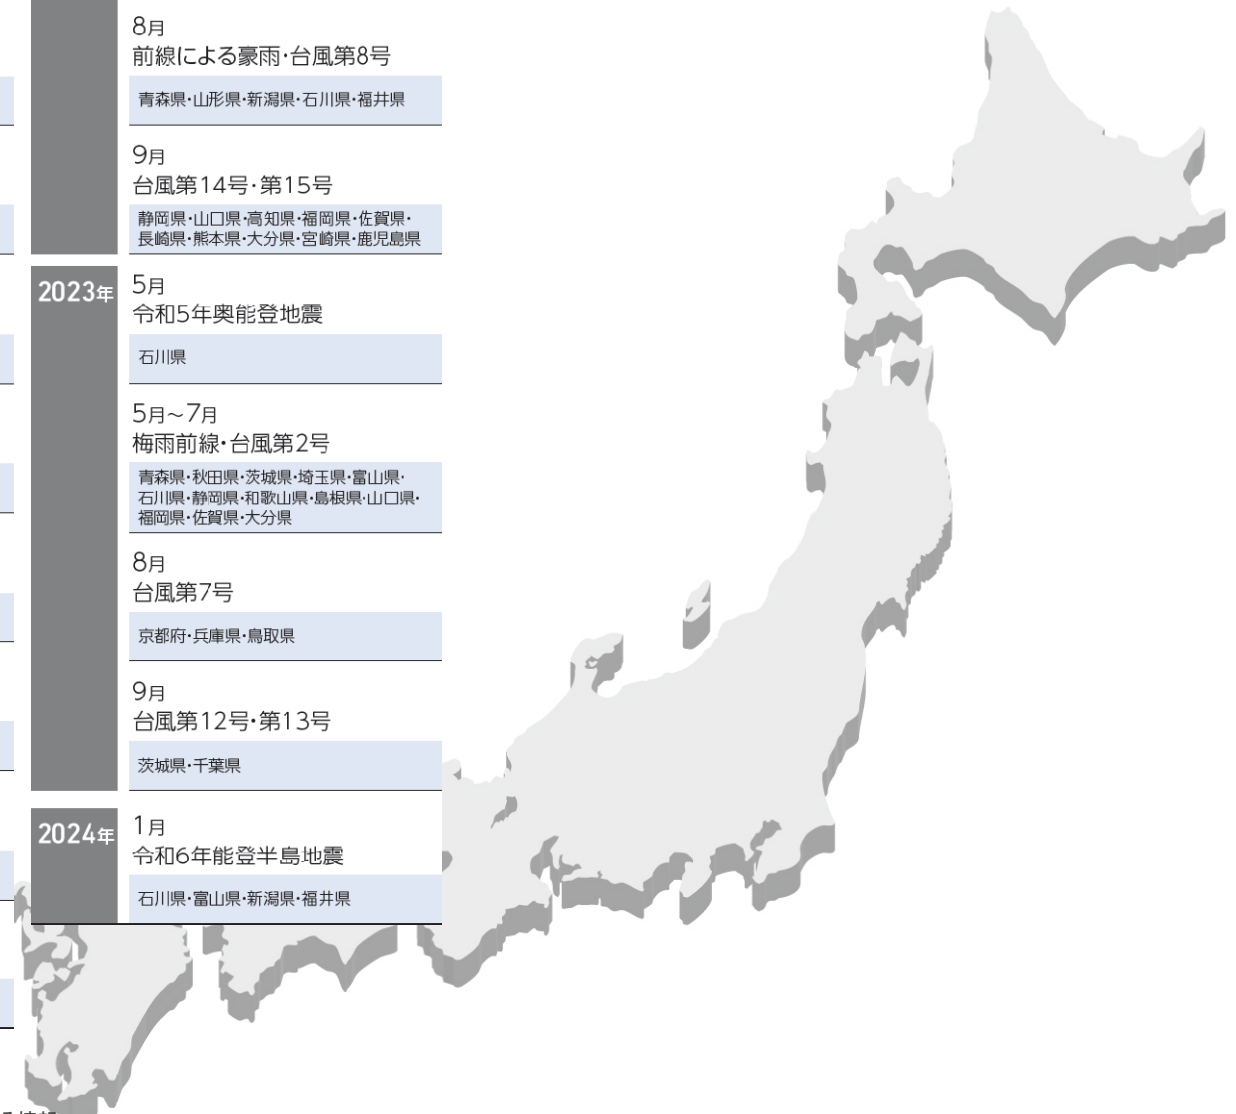 8月
前線による豪雨・台風第8号
青森県・山形県・新潟県・石川県・福井県
9月
台風第14号・第15号
静岡県・山口県・高知県・福岡県・佐賀県・
長崎県・熊本県・大分県・宮崎県・鹿児島県
2023年
5月
令和5年奥能登地震
石川県
5月～7月
梅雨前線・台風第2号
青森県・秋田県・茨城県・埼玉県・富山県・
石川県・静岡県・和歌山県・島根県・山口県・
福岡県・佐賀県・大分県
8月
台風第7号
京都府・兵庫県・鳥取県
9月
台風第12号・第13号
茨城県・千葉県
2024年
1月
令和6年能登半島地震
石川県・富山県・新潟県・福井県